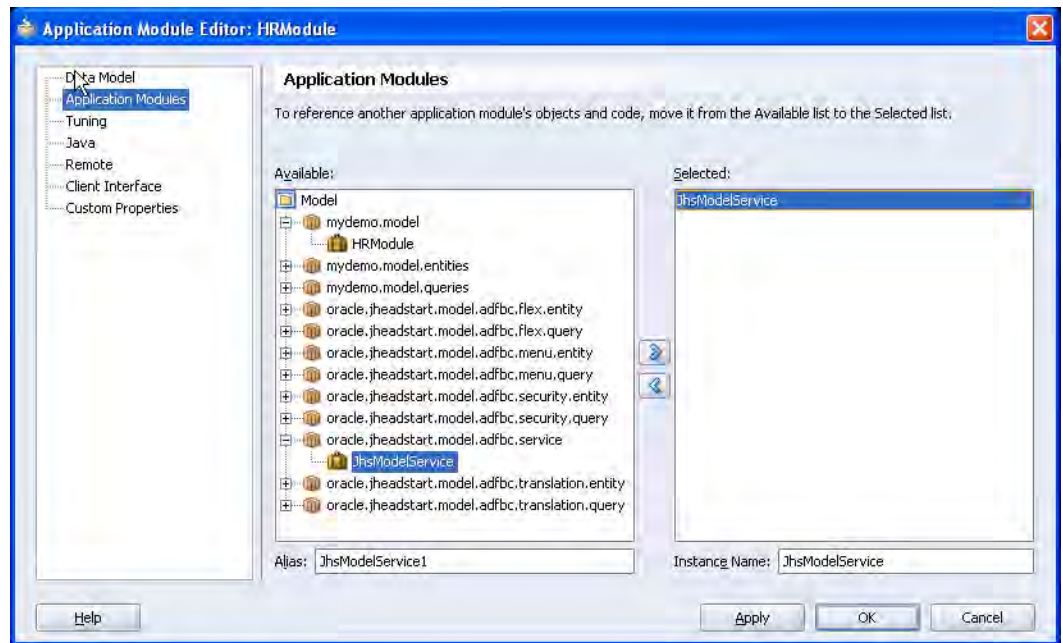 Application Module Editor: HRModule
Data Model
Application Modules
Tuning
Java
Remote
Client Interface
Custom Properties
Application Modules
To reference another application module's objects and code, move it from the Available list to the Selected list.
Available:
Model
mydemo.model
HRModule
mydemo.model.entities
mydemo.model.queries
oracle.jheadstart.model.adfbc.flex.entity
oracle.jheadstart.model.adfbc.flex.query
oracle.jheadstart.model.adfbc.menu.entity
oracle.jheadstart.model.adfbc.menu.query
oracle.jheadstart.model.adfbc.security.entity
oracle.jheadstart.model.adfbc.security.query
oracle.jheadstart.model.adfbc.service
JhsModelService
oracle.jheadstart.model.adfbc.translation.entity
oracle.jheadstart.model.adfbc.translation.query
Alias: JhsModelService1
Selected:
JhsModelService
Instance Name: JhsModelService
Help
Apply
OK
Cancel